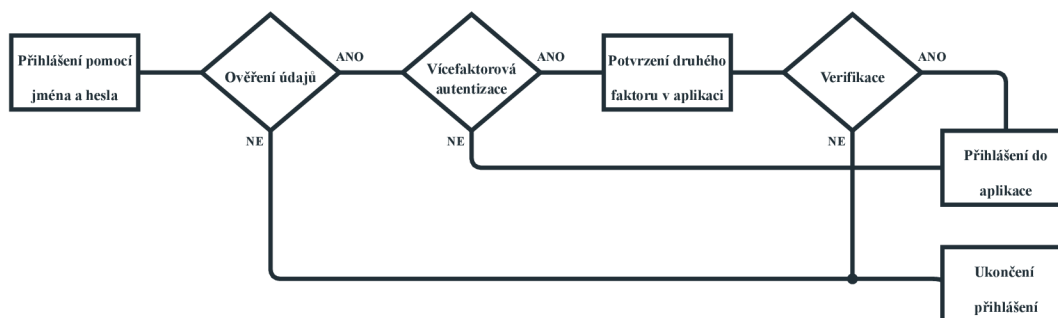 Přihlášení pomocí
jména a hesla
Ověření údajů
ANO
NE
Vícefaktorová
autentizace
ANO
NE
Potvrzení druhého
faktoru v aplikaci
Verifikace
ANO
NE
Přihlášení do
aplikace
Ukončení
přihlášení